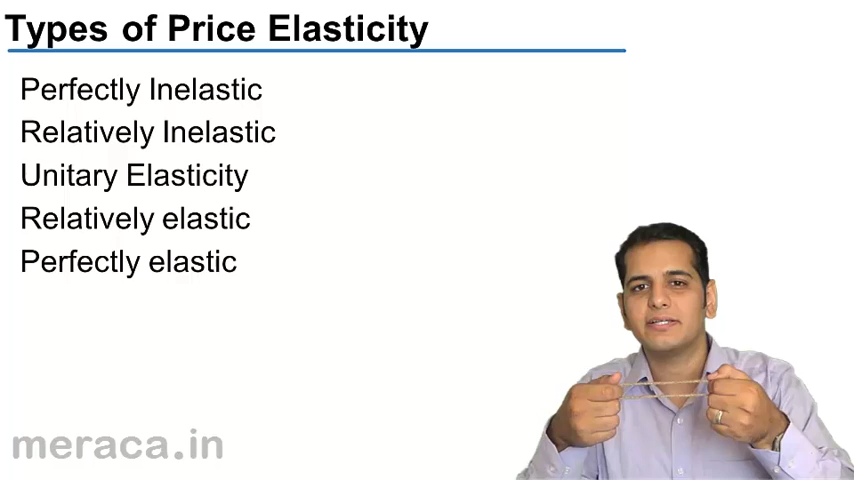 Types of Price Elasticity
Perfectly Inelastic
Relatively Inelastic
Unitary Elasticity
Relatively elastic
Perfectly elastic
meraca.in